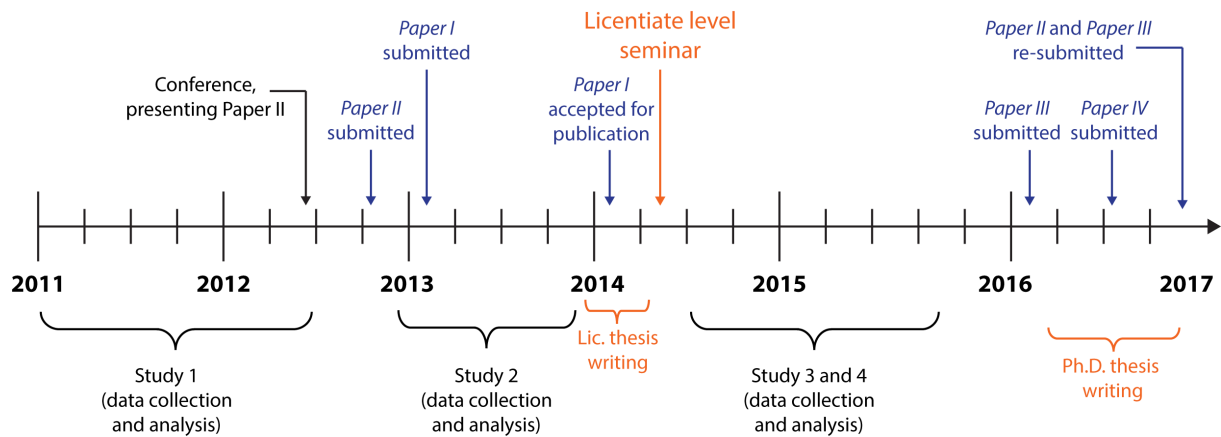 Conference,
presenting Paper II
Paper II
submitted
Paper I
submitted
Paper I
accepted for
publication
Licentiate level
seminar
Paper III
submitted
Paper IV
submitted
Paper II and Paper III
re-submitted
2011
2012
2013
2014
2015
2016
2017
Study 1
(data collection
and analysis)
Study 2
(data collection
and analysis)
Lic. thesis
writing
Study 3 and 4
(data collection
and analysis)
Ph.D. thesis
writing